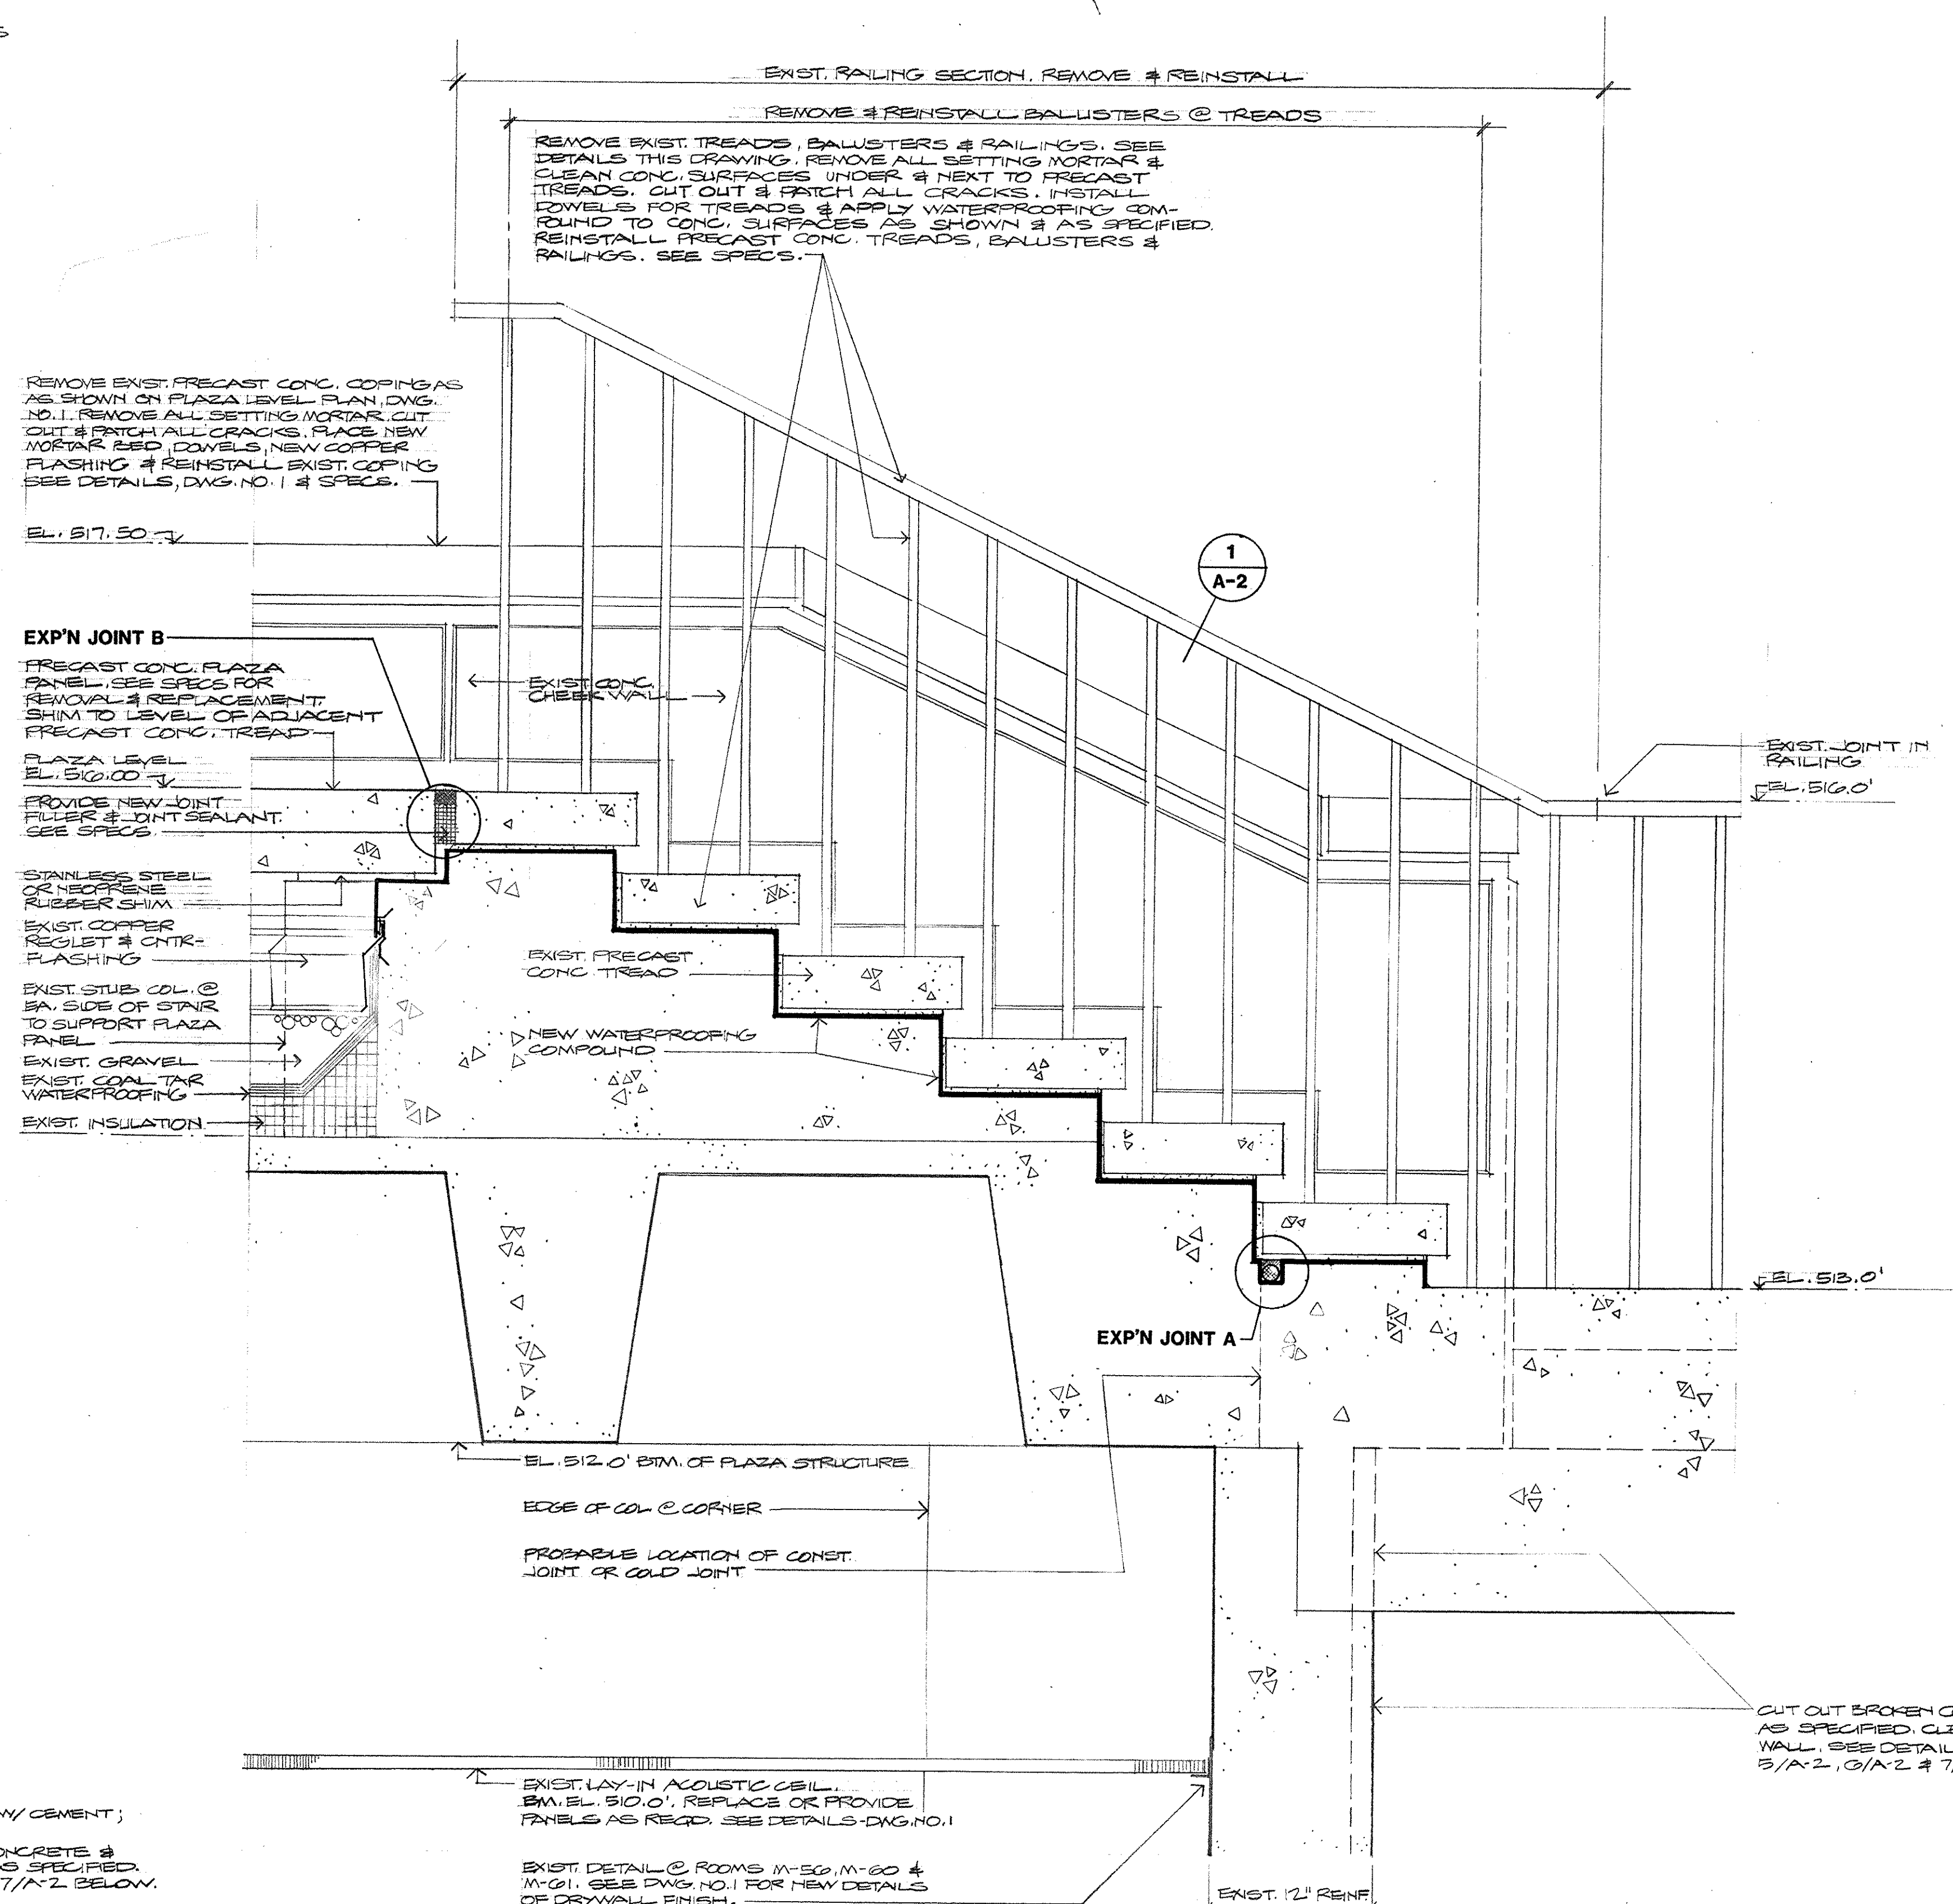 S
EXIST. RAILING SECTION. REMOVE & REINSTALL
REMOVE & REINSTALL BALUSTERS @ TREADS
REMOVE EXIST. TREADS, BALUSTERS & RAILINGS. SEE
DETAILS THIS DRAWING. REMOVE ALL SETTING MORTAR &
CLEAN CONC. SURFACES UNDER & NEXT TO PRECAST
TREADS. CUT OUT & PATCH ALL CRACKS. INSTALL
DOWELS FOR TREADS & APPLY WATERPROOFING COM-
POUND TO CONC. SURFACES AS SHOWN & AS SPECIFIED.
REINSTALL PRECAST CONC. TREADS, BALUSTERS &
RAILINGS. SEE SPECS.
REMOVE EXIST. PRECAST CONC. COPING AS
AS SHOWN ON PLAZA LEVEL PLAN, DWG.
NO. 1. REMOVE ALL SETTING MORTAR. CUT
OUT & PATCH ALL CRACKS. PLACE NEW
MORTAR BED, DOWELS, NEW COPPER
FLASHING & REINSTALL EXIST. COPING
SEE DETAILS, DWG. NO. 1 & SPECS.
EL. 517.50
1
A-2
EXP'N JOINT B
PRECAST CONC. PLAZA
PANEL. SEE SPECS FOR
REMOVAL & REPLACEMENT.
SHIM TO LEVEL OF ADJACENT
PRECAST CONC. TREAD
EXIST. CONC.
CHEEK WALL
PLAZA LEVEL
EL. 516.00
EXIST. JOINT IN
RAILING
EL. 516.0'
PROVIDE NEW JOINT
FILLER & JOINT SEALANT.
SEE SPECS.
STAINLESS STEEL
OR NEOPRENE
RUBBER SHIM
EXIST. COPPER
REGLET & CNTR-
FLASHING
EXIST. PRECAST
CONC. TREAD
EXIST. STUB COL. @
EA. SIDE OF STAIR
TO SUPPORT PLAZA
PANEL
NEW WATERPROOFING
COMPOUND
EXIST. GRAVEL
EXIST. COAL TAR
WATERPROOFING
EXIST. INSULATION
EL. 513.0'
EXP'N JOINT A
EL. 512.0' BTM. OF PLAZA STRUCTURE
EDGE OF COL @ CORNER
PROBABLE LOCATION OF CONST.
JOINT OR COLD JOINT
CUT OUT BROKEN C
AS SPECIFIED. CLE
WALL. SEE DETAIL
5/A-2, 6/A-2 & 7/
EXIST. LAY-IN ACOUSTIC CEIL.
BM. EL. 510.0'. REPLACE OR PROVIDE
PANELS AS REQD. SEE DETAILS-DWG. NO. 1
W/ CEMENT;
ONCRETE &
AS SPECIFIED.
7/A-2 BELOW.
EXIST. DETAIL @ ROOMS M-56, M-60 &
M-61. SEE DWG. NO. 1 FOR NEW DETAILS
OF DRYWALL FINISH.
EXIST. 12" REINF.